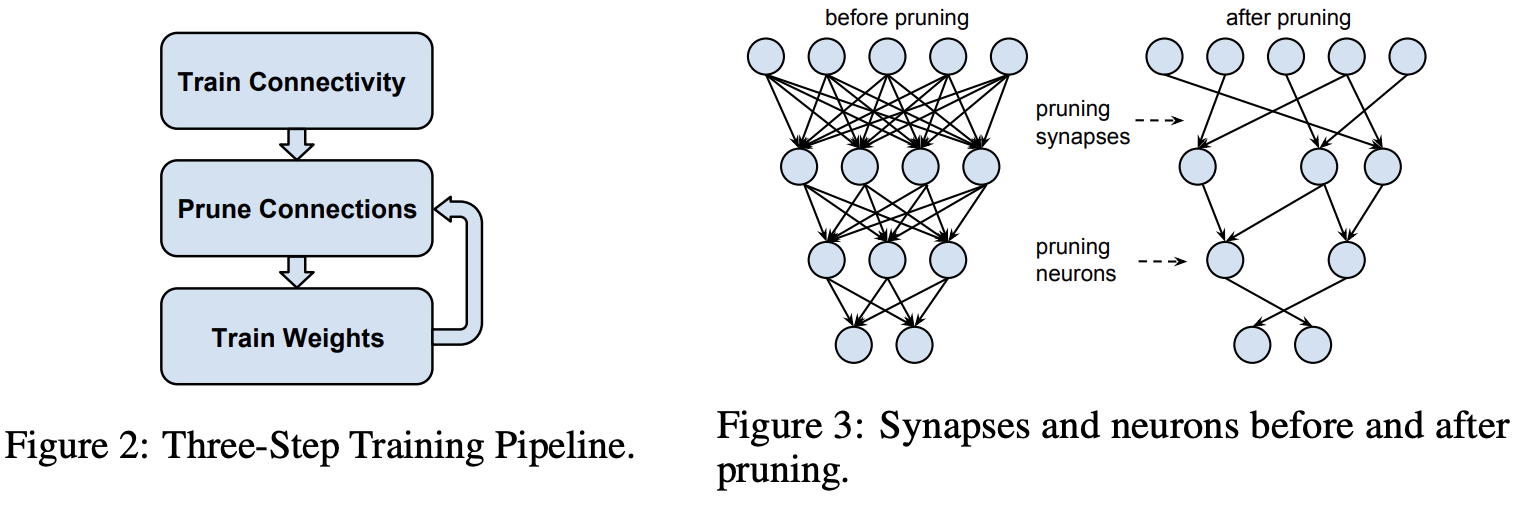 Train Connectivity
Prune Connections
Train Weights
Figure 2: Three-Step Training Pipeline.
before pruning
after pruning
pruning
synapses
pruning
neurons
Figure 3: Synapses and neurons before and after
pruning.